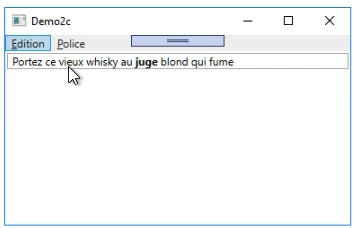 Demo2c
Edition Police
Portez ce vieux whisky au juge blond qui fume